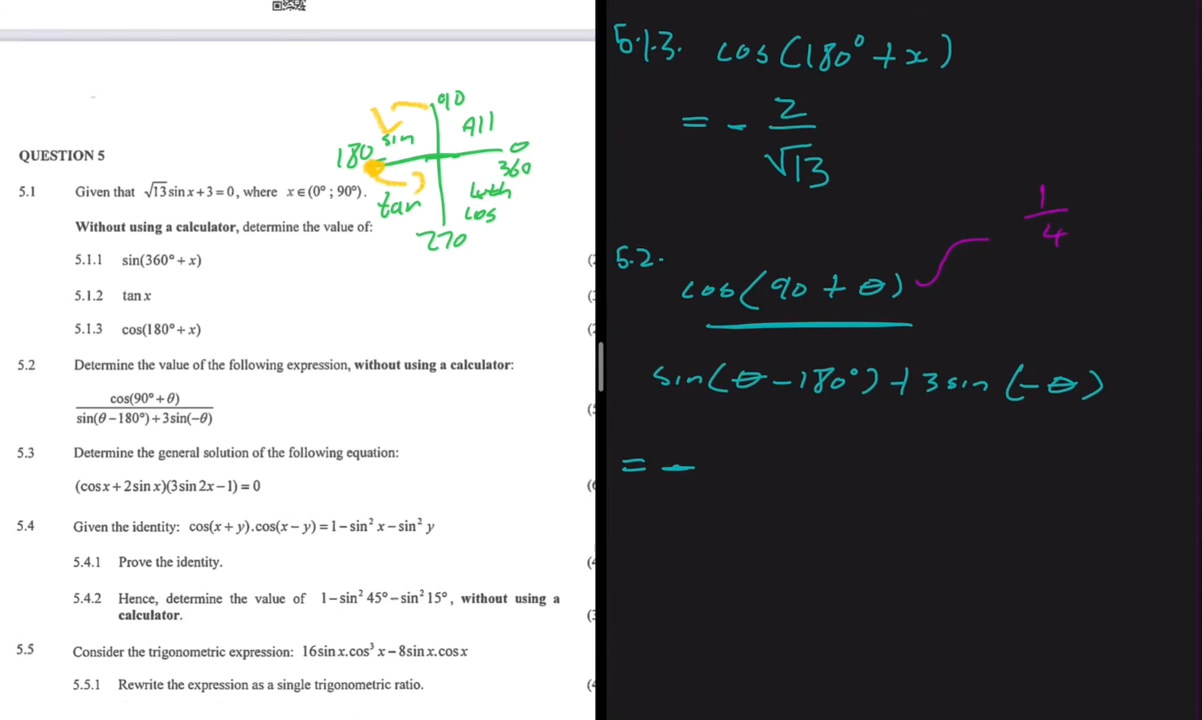 QUESTION 5
5.1 Given that √13 sin x + 3 = 0, where x ∈ (0° ; 90°).
Without using a calculator, determine the value of:
5.1.1 sin(360° + x)
5.1.2 tan x
5.1.3 cos(180° + x)
5.2 Determine the value of the following expression, without using a calculator:
cos(90° + θ)
sin(θ − 180°) + 3sin(−θ)
5.3 Determine the general solution of the following equation:
(cos x + 2sin x)(3sin 2x − 1) = 0
5.4 Given the identity: cos(x + y).cos(x − y) = 1 − sin² x − sin² y
5.4.1 Prove the identity.
5.4.2 Hence, determine the value of 1 − sin² 45° − sin² 15°, without using a
calculator.
5.5 Consider the trigonometric expression: 16sin x.cos³ x − 8sin x.cos x
5.5.1 Rewrite the expression as a single trigonometric ratio.
90
sin All
180 0
360
tan
cos
270
5.1.3. cos(180° + x)
= - 2
√13
1
4
5.2.
cos(90 + θ)
sin(θ - 180°) + 3 sin(-θ)
= -